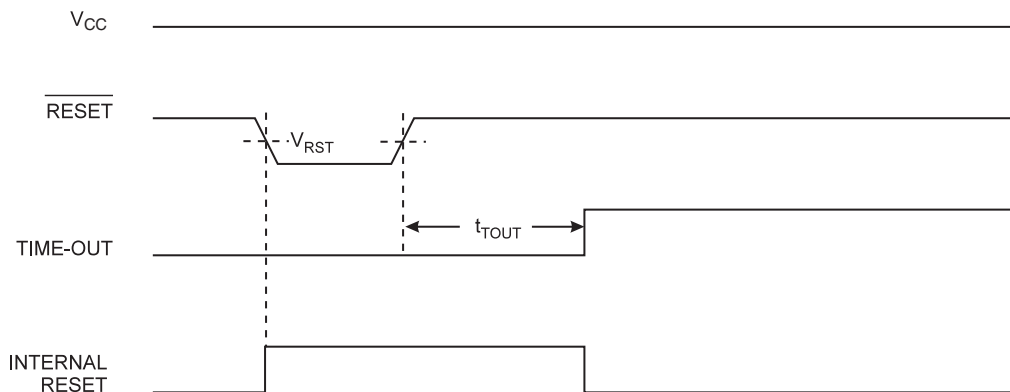 VCC
RESET
VRST
tTOUT
TIME-OUT
INTERNAL
RESET